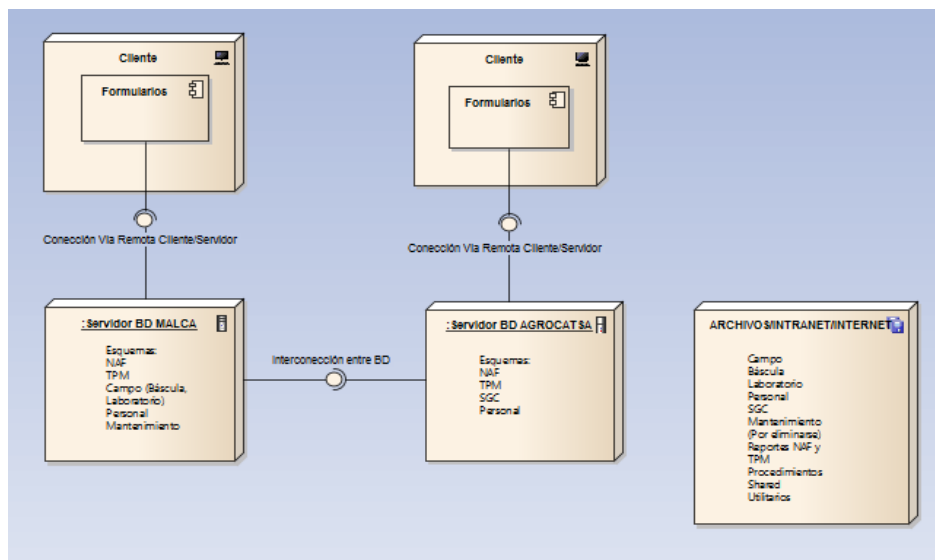 Cliente
Formularios
Conección Via Remota Cliente/Servidor
Cliente
Formularios
Conección Via Remota Cliente/Servidor
:Servidor BD MALCA
Esquemas:
NAF
TPM
Campo (Báscula,
Laboratorio)
Personal
Mantenimiento
Interconección entre BD
:Servidor BD AGROCATSA
Esquemas:
NAF
TPM
SGC
Personal
ARCHIVOS/INTRANET/INTERNET
Campo
Báscula
Laboratorio
Personal
SGC
Mantenimiento
(Por eliminarse)
Reportes NAF y
TPM
Procedimientos
Shared
Utilitarios